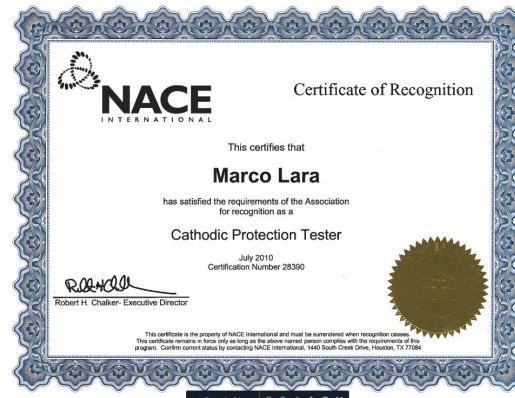 NACE
INTERNATIONAL
Certificate of Recognition
This certifies that
Marco Lara
has satisfied the requirements of the Association
for recognition as a
Cathodic Protection Tester
July 2010
Certification Number 28390
Robert H. Chalker- Executive Director
This certificate is the property of NACE International and must be surrendered when recognition ceases.
This certificate remains in force only as long as the above named person complies with the requirements of this
program. Confirm current status by contacting NACE International, 1440 South Creek Drive, Houston, TX 77084